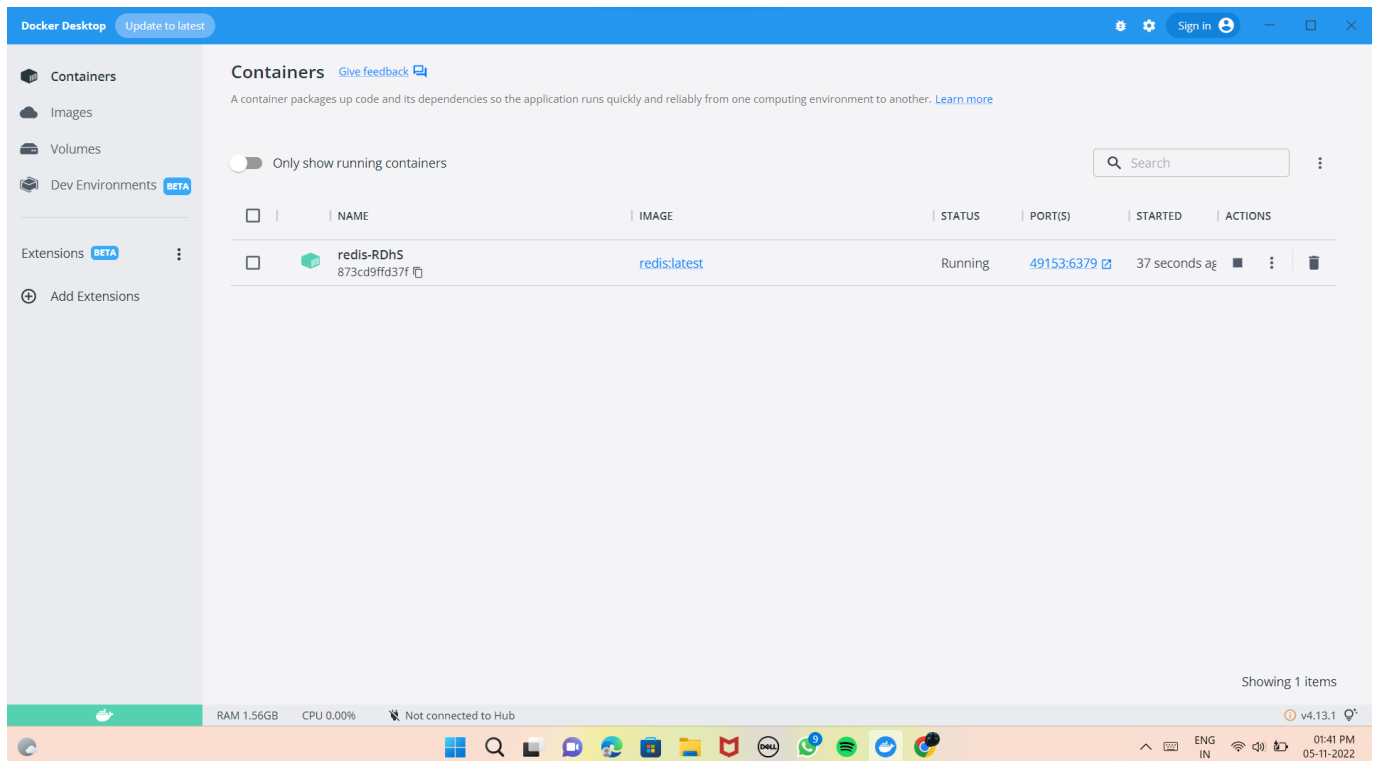 Docker Desktop Update to latest Sign in
Containers
Images
Volumes
Dev Environments BETA
Extensions BETA
Add Extensions
Containers Give feedback
A container packages up code and its dependencies so the application runs quickly and reliably from one computing environment to another. Learn more
Only show running containers Search
NAME IMAGE STATUS PORT(S) STARTED ACTIONS
redis-RDhS redis:latest Running 49153:6379 37 seconds ag
873cd9ffd37f
Showing 1 items
RAM 1.56GB CPU 0.00% Not connected to Hub v4.13.1
DELL 9 ENG 01:41 PM
IN 05-11-2022